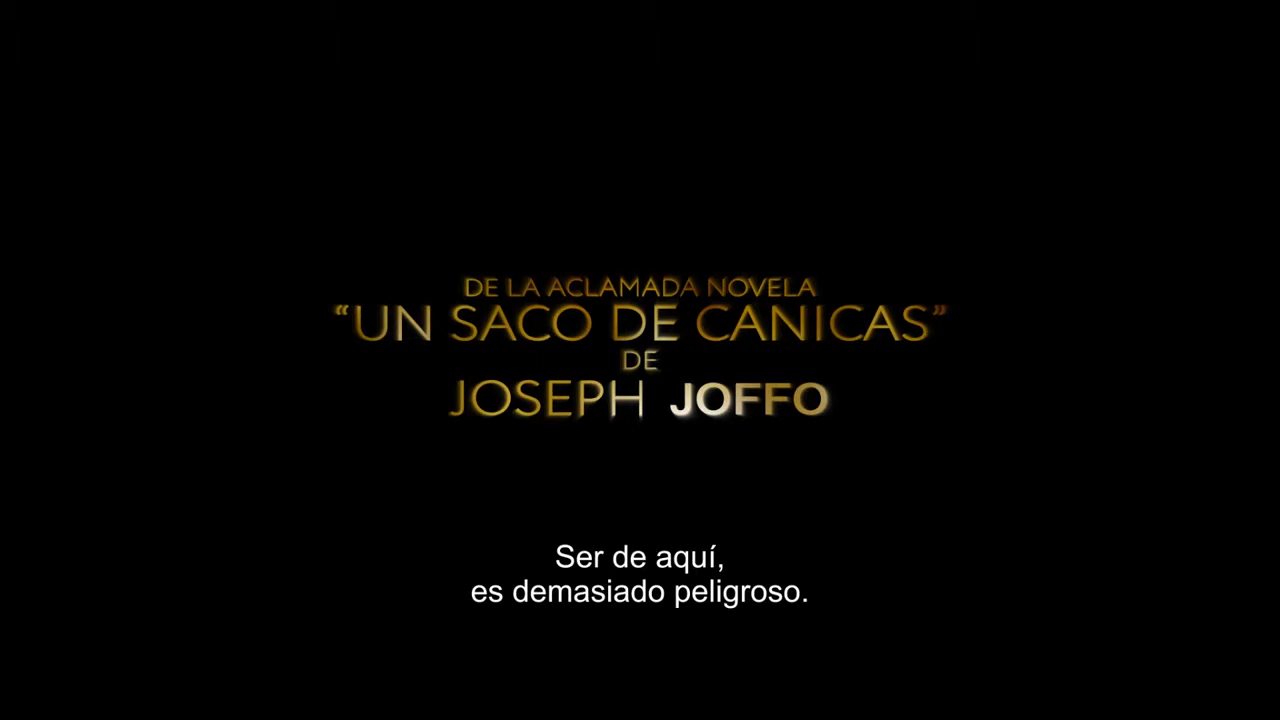 DE LA ACLAMADA NOVELA
“UN SACO DE CANICAS”
DE
JOSEPH JOFFO
Ser de aquí,
es demasiado peligroso.